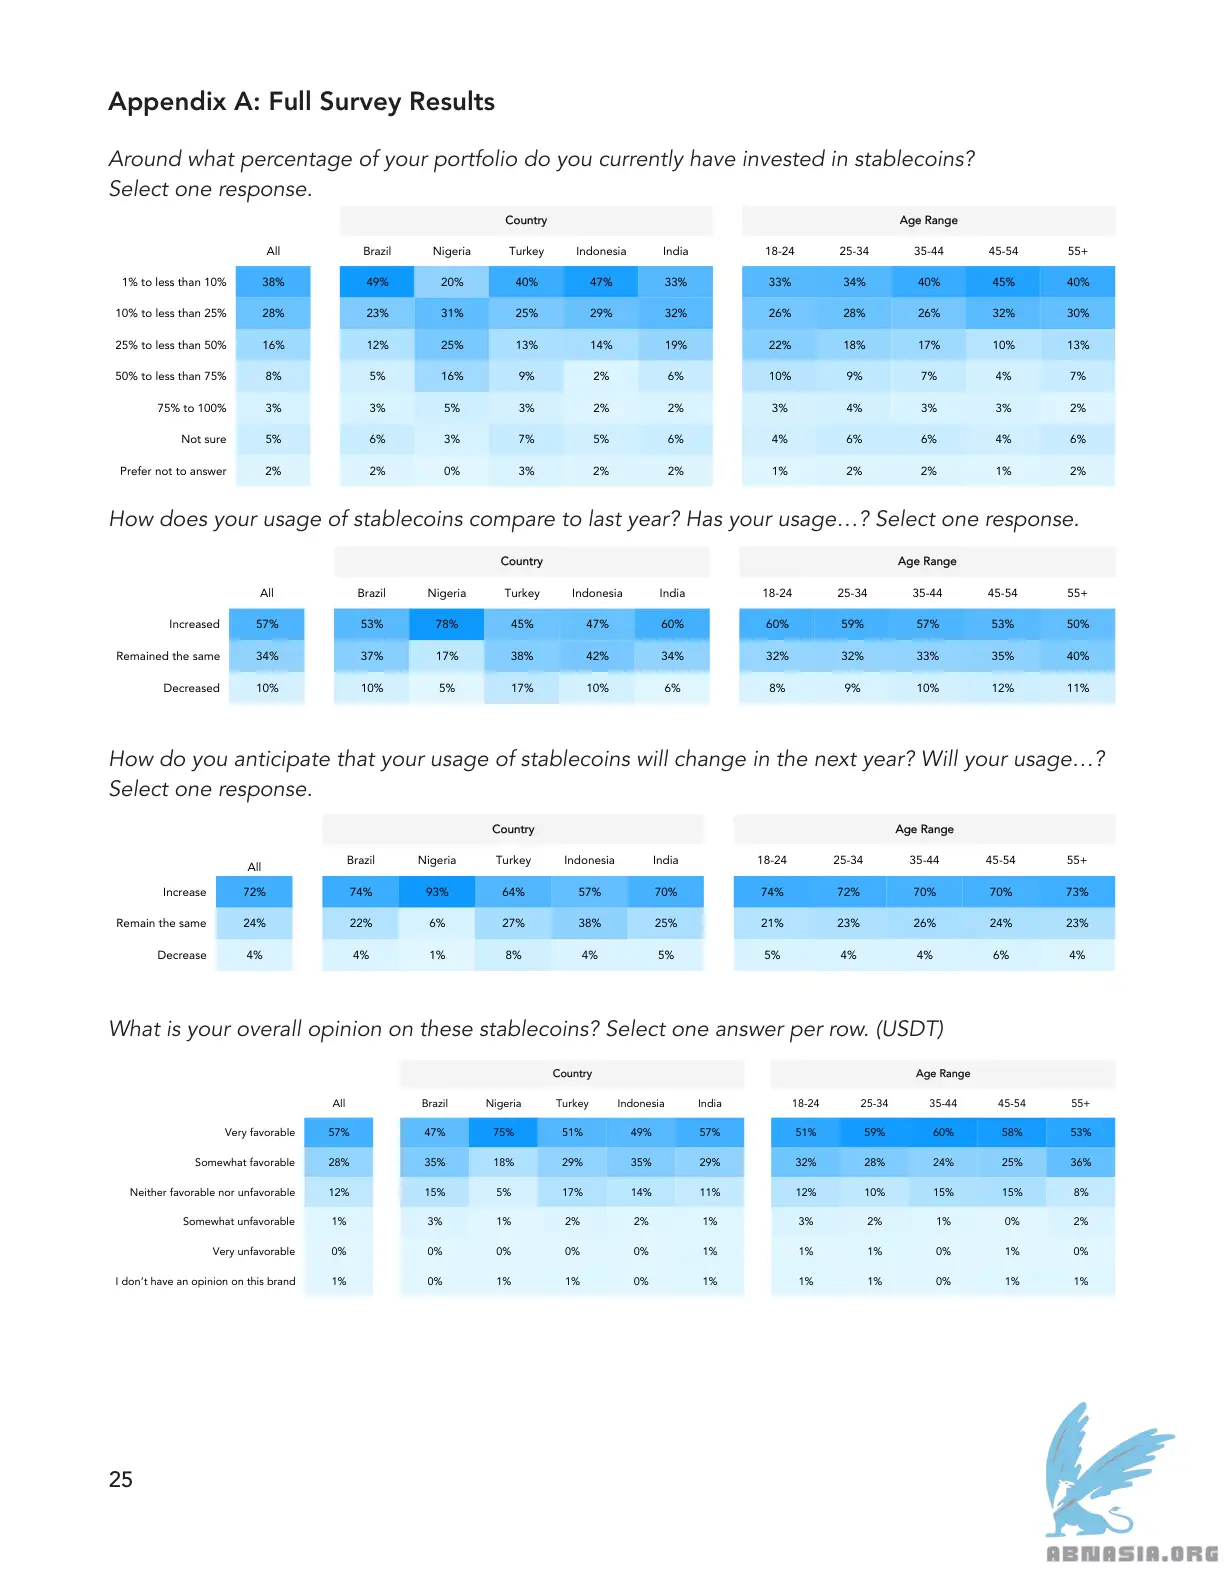 Appendix A: Full Survey Results
Around what percentage of your portfolio do you currently have invested in stablecoins?
Select one response.
Country Age Range
All Brazil Nigeria Turkey Indonesia India 18-24 25-34 35-44 45-54 55+
1% to less than 10% 38% 49% 20% 40% 47% 33% 33% 34% 40% 45% 40%
10% to less than 25% 28% 23% 31% 25% 29% 32% 26% 28% 26% 32% 30%
25% to less than 50% 16% 12% 25% 13% 14% 19% 22% 18% 17% 10% 13%
50% to less than 75% 8% 5% 16% 9% 2% 6% 10% 9% 7% 4% 7%
75% to 100% 3% 3% 5% 3% 2% 2% 3% 4% 3% 3% 2%
Not sure 5% 6% 3% 7% 5% 6% 4% 6% 6% 4% 6%
Prefer not to answer 2% 2% 0% 3% 2% 2% 1% 2% 2% 1% 2%
How does your usage of stablecoins compare to last year? Has your usage…? Select one response.
Country Age Range
All Brazil Nigeria Turkey Indonesia India 18-24 25-34 35-44 45-54 55+
Increased 57% 53% 78% 45% 47% 60% 60% 59% 57% 53% 50%
Remained the same 34% 37% 17% 38% 42% 34% 32% 32% 33% 35% 40%
Decreased 10% 10% 5% 17% 10% 6% 8% 9% 10% 12% 11%
How do you anticipate that your usage of stablecoins will change in the next year? Will your usage…?
Select one response.
Country Age Range
All Brazil Nigeria Turkey Indonesia India 18-24 25-34 35-44 45-54 55+
Increase 72% 74% 93% 64% 57% 70% 74% 72% 70% 70% 73%
Remain the same 24% 22% 6% 27% 38% 25% 21% 23% 26% 24% 23%
Decrease 4% 4% 1% 8% 4% 5% 5% 4% 4% 6% 4%
What is your overall opinion on these stablecoins? Select one answer per row. (USDT)
Country Age Range
All Brazil Nigeria Turkey Indonesia India 18-24 25-34 35-44 45-54 55+
Very favorable 57% 47% 75% 51% 49% 57% 51% 59% 60% 58% 53%
Somewhat favorable 28% 35% 18% 29% 35% 29% 32% 28% 24% 25% 36%
Neither favorable nor unfavorable 12% 15% 5% 17% 14% 11% 12% 10% 15% 15% 8%
Somewhat unfavorable 1% 3% 1% 2% 2% 1% 3% 2% 1% 0% 2%
Very unfavorable 0% 0% 0% 0% 0% 1% 1% 1% 0% 1% 0%
I don't have an opinion on this brand 1% 0% 1% 1% 0% 1% 1% 1% 0% 1% 1%
25
ABNASIA.ORG